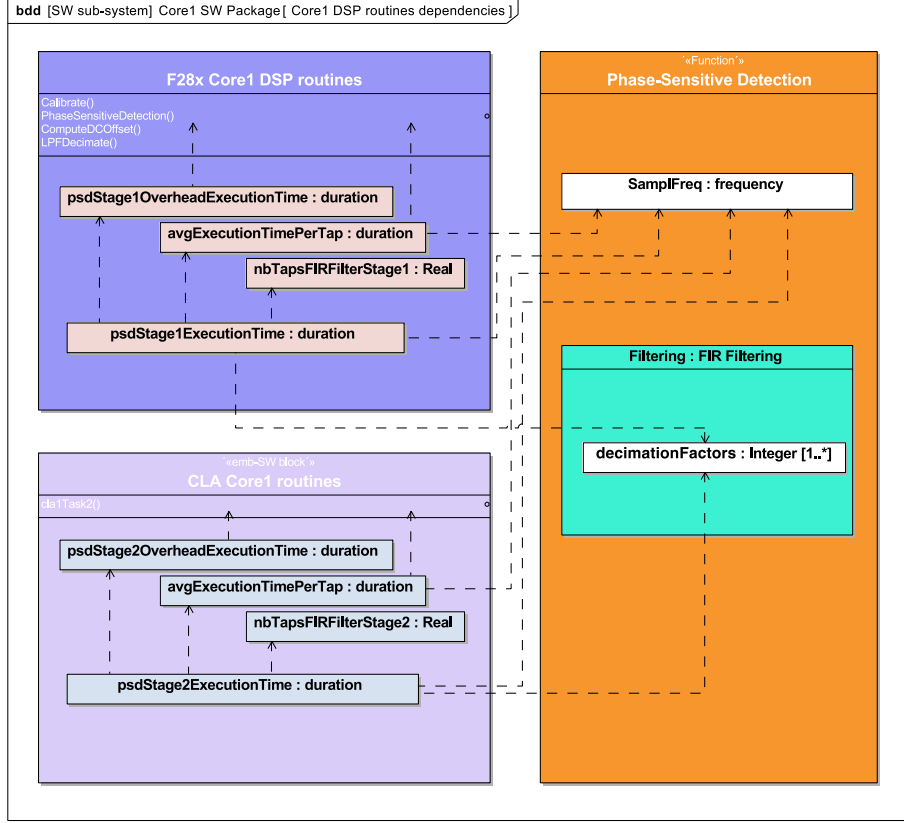 bdd [SW sub-system] Core1 SW Package [ Core1 DSP routines dependencies ]
F28x Core1 DSP routines
Calibrate()
PhaseSensitiveDetection()
ComputeDCOffset()
LPFDecimate()
psdStage1OverheadExecutionTime : duration
avgExecutionTimePerTap : duration
nbTapsFIRFilterStage1 : Real
psdStage1ExecutionTime : duration
«emb-SW block»
CLA Core1 routines
cla1Task2()
psdStage2OverheadExecutionTime : duration
avgExecutionTimePerTap : duration
nbTapsFIRFilterStage2 : Real
psdStage2ExecutionTime : duration
«Function»
Phase-Sensitive Detection
SamplFreq : frequency
Filtering : FIR Filtering
decimationFactors : Integer [1..*]